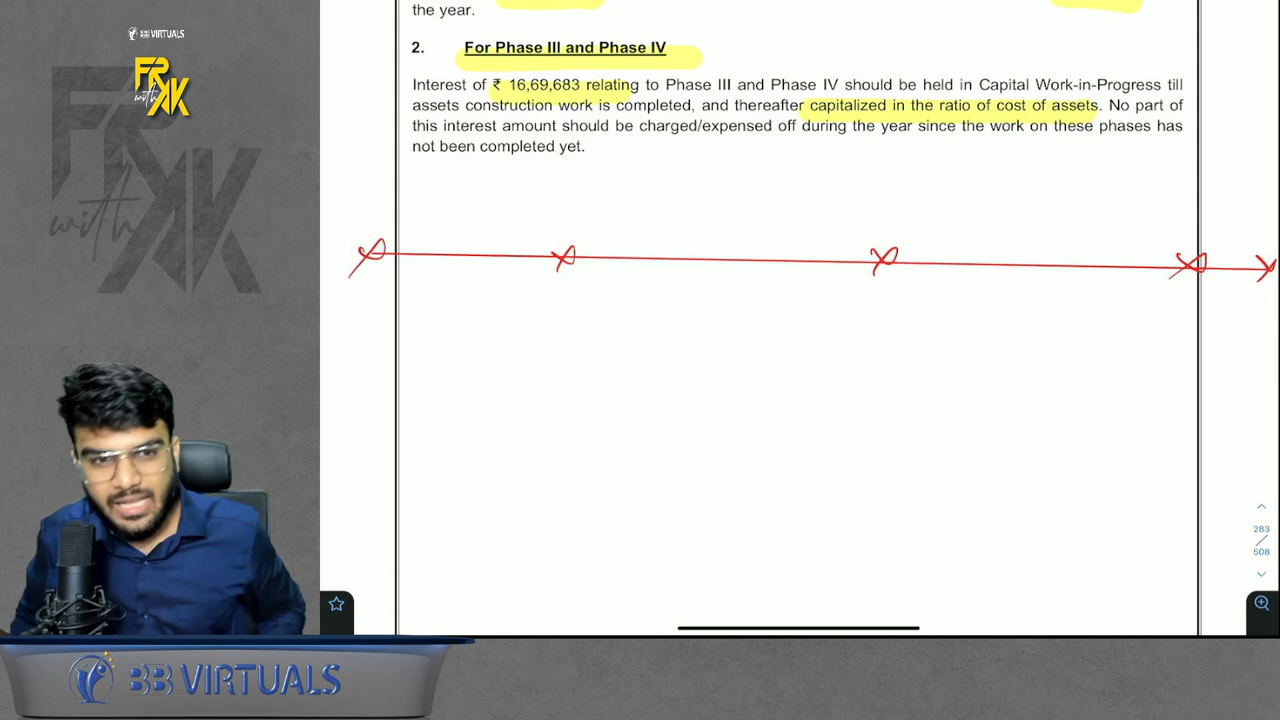 BB VIRTUALS
FR
with
AK
FR
with
AK
the year.
2. For Phase III and Phase IV
Interest of ₹ 16,69,683 relating to Phase III and Phase IV should be held in Capital Work-in-Progress till
assets construction work is completed, and thereafter capitalized in the ratio of cost of assets. No part of
this interest amount should be charged/expensed off during the year since the work on these phases has
not been completed yet.
283
508
BB VIRTUALS